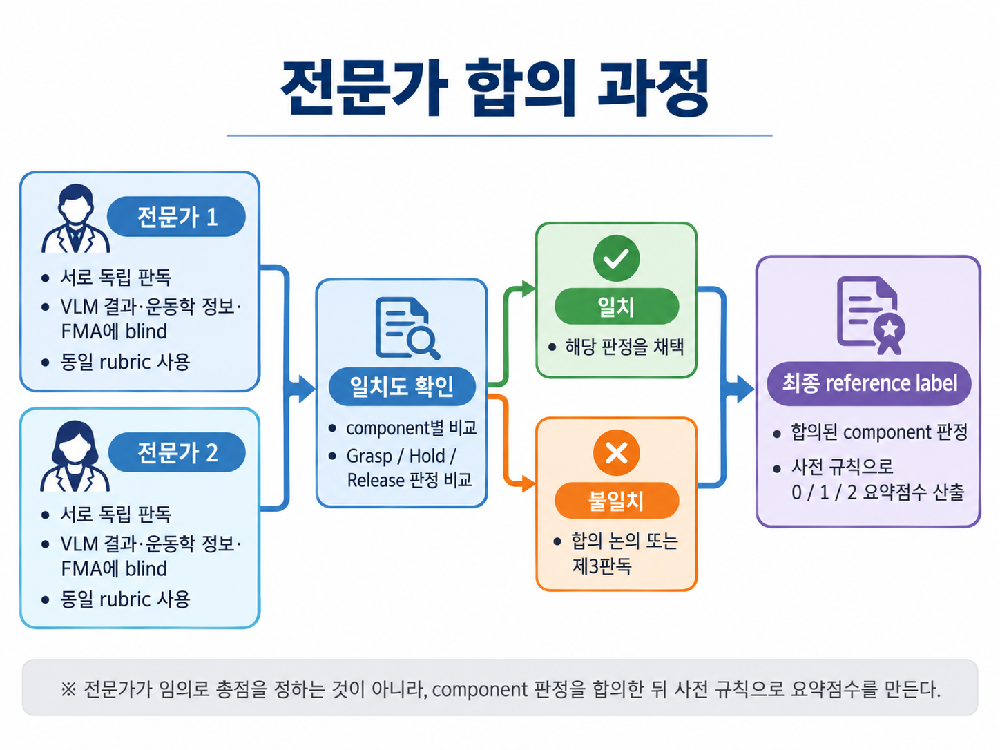 전문가 합의 과정
전문가 1
• 서로 독립 판독
• VLM 결과·운동학 정보·
FMA에 blind
• 동일 rubric 사용
전문가 2
• 서로 독립 판독
• VLM 결과·운동학 정보·
FMA에 blind
• 동일 rubric 사용
일치도 확인
• component별 비교
• Grasp / Hold /
Release 판정 비교
일치
• 해당 판정을 채택
불일치
• 합의 논의 또는
제3판독
최종 reference label
• 합의된 component 판정
• 사전 규칙으로
0 / 1 / 2 요약점수 산출
※ 전문가가 임의로 총점을 정하는 것이 아니라, component 판정을 합의한 뒤 사전 규칙으로 요약점수를 만든다.